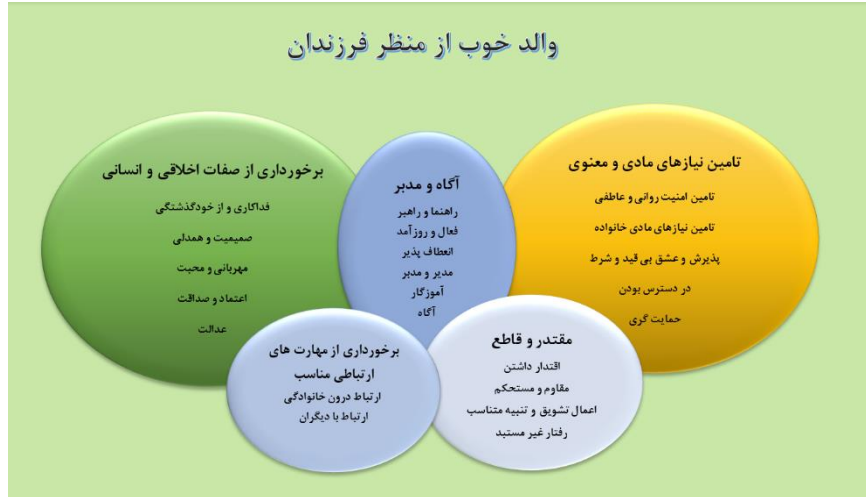 والد خوب از منظر فرزندان
تامین نیازهای مادی و معنوی
تامین امنیت روانی و عاطفی
تامین نیازهای مادی خانواده
پذیرش و عشق بی قید و شرط
در دسترس بودن
حمایت گری
آگاه و مدبر
راهنما و راهبر
فعال و روزآمد
انعطاف پذیر
مدیر و مدبر
آموزگار
آگاه
برخورداری از صفات اخلاقی و انسانی
فداکاری و از خودگذشتگی
صمیمیت و همدلی
مهربانی و محبت
اعتماد و صداقت
عدالت
مقتدر و قاطع
اقتدار داشتن
مقاوم و مستحکم
اعمال تشویق و تنبیه متناسب
رفتار غیر مستبد
برخورداری از مهارت های
ارتباطی مناسب
ارتباط درون خانوادگی
ارتباط با دیگران